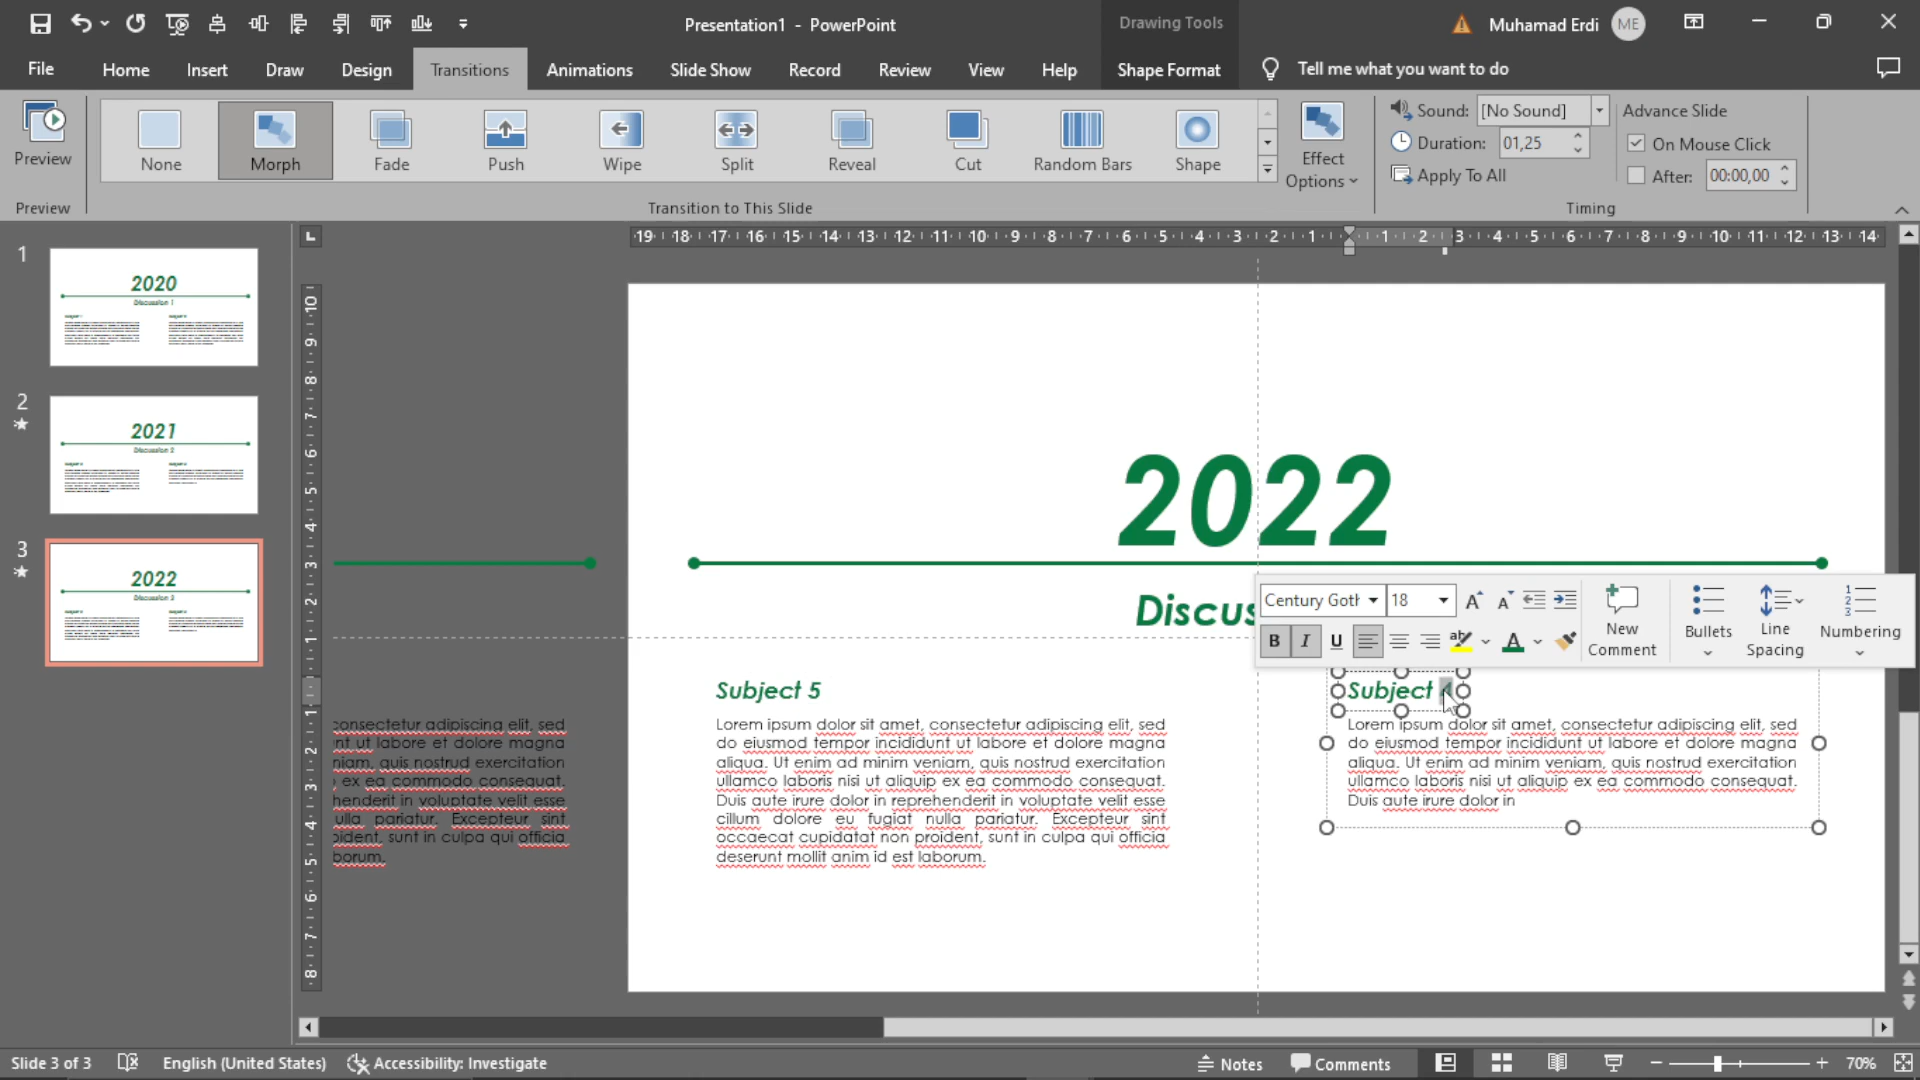 Presentation1 - PowerPoint
Drawing Tools
Muhamad Erdi
ME
File
Home
Insert
Draw
Design
Transitions
Animations
Slide Show
Record
Review
View
Help
Shape Format
Tell me what you want to do
Preview
None
Morph
Fade
Push
Wipe
Split
Reveal
Cut
Random Bars
Shape
Effect
Options
Sound:
[No Sound]
Duration:
01,25
Apply To All
Advance Slide
On Mouse Click
After:
00:00,00
Preview
Transition to This Slide
Timing
1
2020
Discussion 1
2
2021
Discussion 2
3
2022
Discussion 3
2022
Discus
Century Goth
18
B
I
U
A
New
Comment
Bullets
Line
Spacing
Numbering
Subject 5
Lorem ipsum dolor sit amet, consectetur adipiscing elit, sed
do eiusmod tempor incididunt ut labore et dolore magna
aliqua. Ut enim ad minim veniam, quis nostrud exercitation
ullamco laboris nisi ut aliquip ex ea commodo consequat.
Duis aute irure dolor in reprehenderit in voluptate velit esse
cillum dolore eu fugiat nulla pariatur. Excepteur sint
occaecat cupidatat non proident, sunt in culpa qui officia
deserunt mollit anim id est laborum.
Subject 4
Lorem ipsum dolor sit amet, consectetur adipiscing elit, sed
do eiusmod tempor incididunt ut labore et dolore magna
aliqua. Ut enim ad minim veniam, quis nostrud exercitation
ullamco laboris nisi ut aliquip ex ea commodo consequat.
Duis aute irure dolor in
consectetur adipiscing elit, sed
ut labore et dolore magna
quis nostrud exercitation
ex ea commodo consequat.
in voluptate velit esse
pariatur. Excepteur sint
sunt in culpa qui officia
Slide 3 of 3
English (United States)
Accessibility: Investigate
Notes
Comments
70%